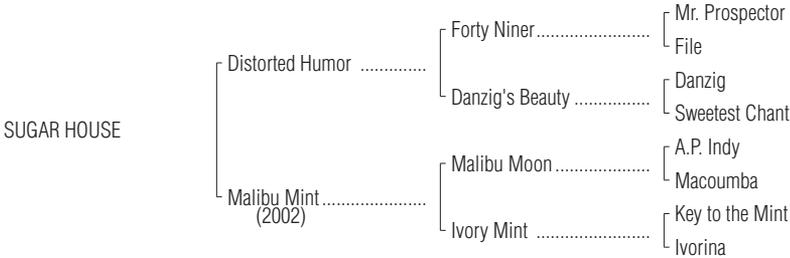 Mr. Prospector
Forty Niner........................
File
Distorted Humor ..............
Danzig
Danzig's Beauty ................
Sweetest Chant
SUGAR HOUSE
A.P. Indy
Malibu Moon....................
Macoumba
Malibu Mint......................
(2002)
Key to the Mint
Ivory Mint ........................
Ivorina